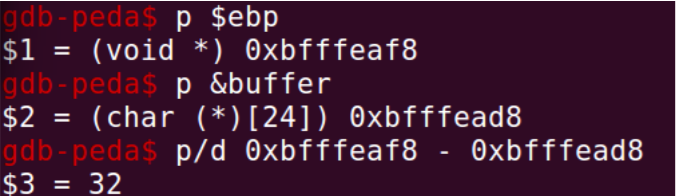 gdb-peda$ p $ebp
$1 = (void *) 0xbfffeaf8
gdb-peda$ p &buffer
$2 = (char (*)[24]) 0xbfffead8
gdb-peda$ p/d 0xbfffeaf8 - 0xbfffead8
$3 = 32